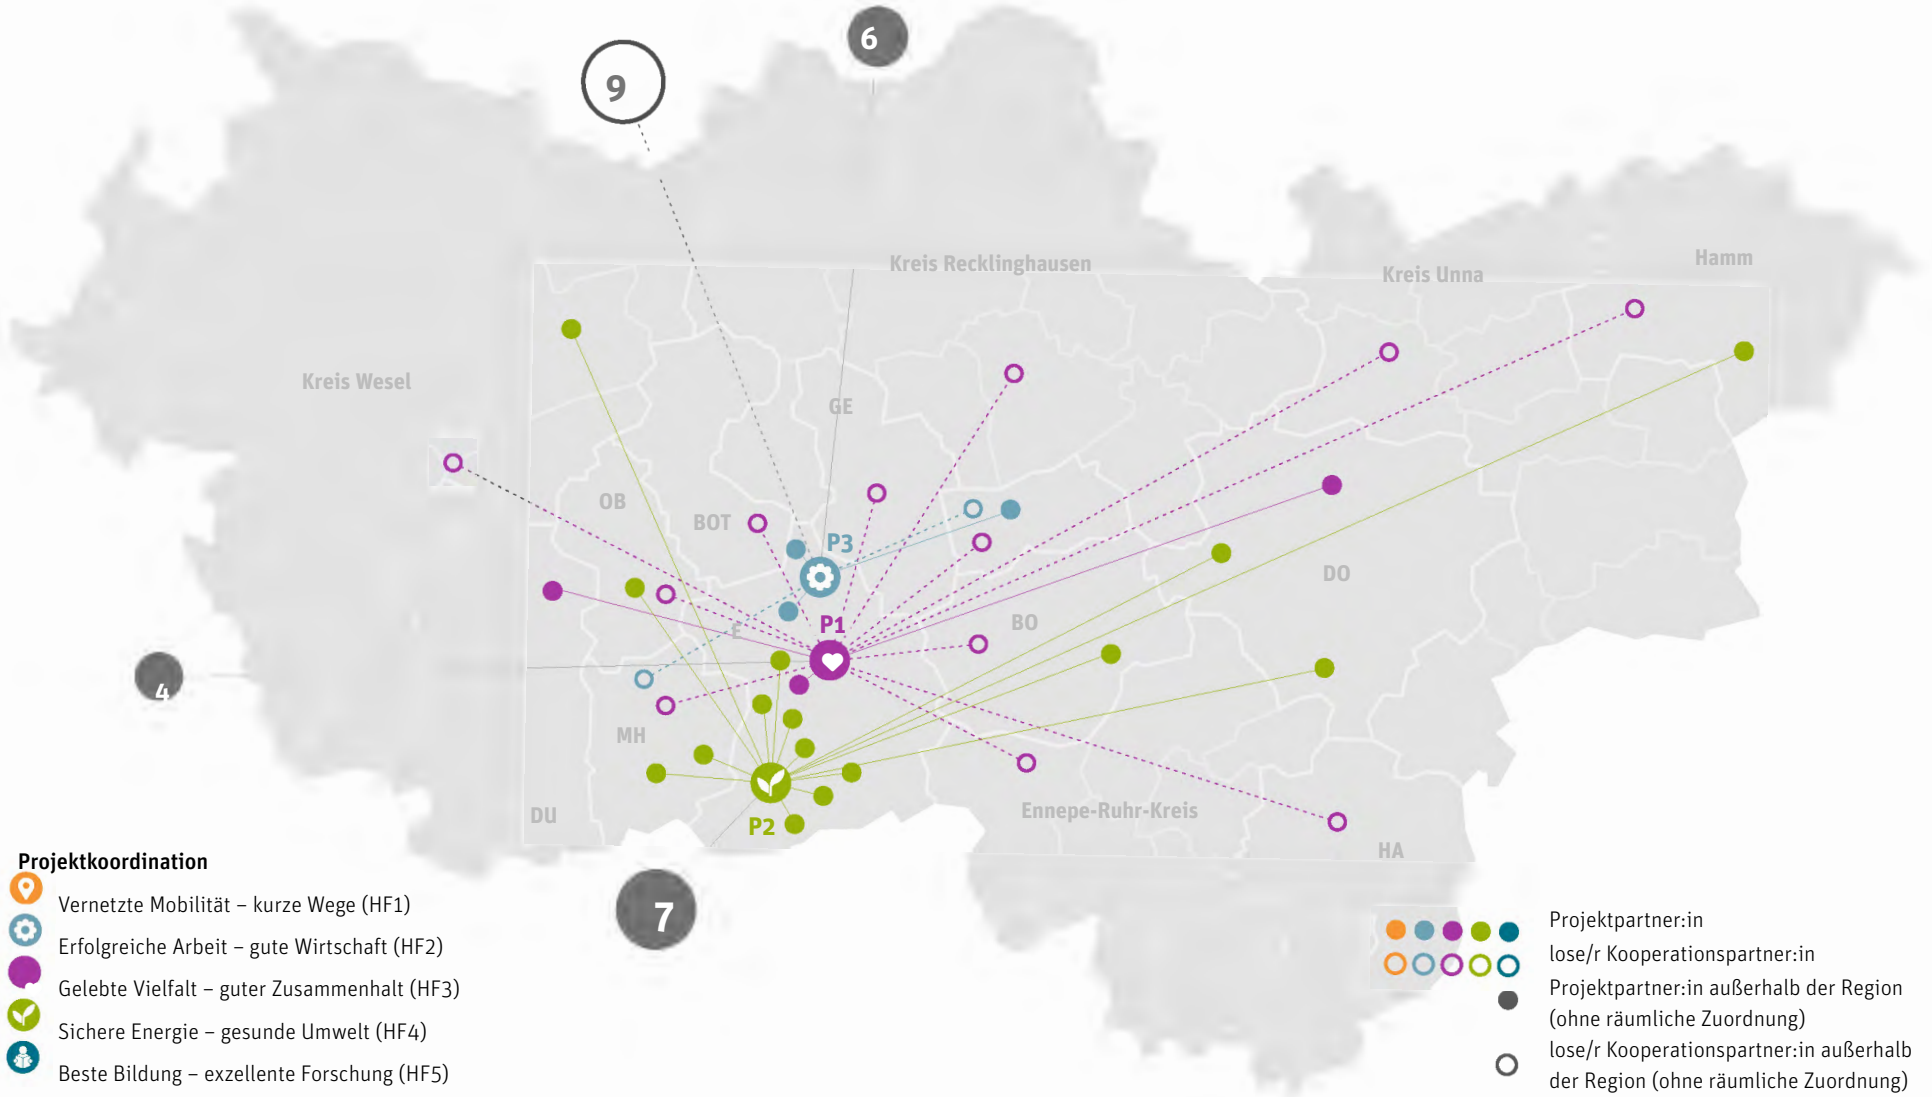 6
9
Kreis Recklinghausen
Kreis Unna
Hamm
Kreis Wesel
GE
OB
BOT
P3
DO
P1
BO
E
4
MH
DU
P2
Ennepe-Ruhr-Kreis
HA
7
Projektkoordination
Vernetzte Mobilität – kurze Wege (HF1)
Erfolgreiche Arbeit – gute Wirtschaft (HF2)
Gelebte Vielfalt – guter Zusammenhalt (HF3)
Sichere Energie – gesunde Umwelt (HF4)
Beste Bildung – exzellente Forschung (HF5)
Projektpartner:in
lose/r Kooperationspartner:in
Projektpartner:in außerhalb der Region
(ohne räumliche Zuordnung)
lose/r Kooperationspartner:in außerhalb
der Region (ohne räumliche Zuordnung)